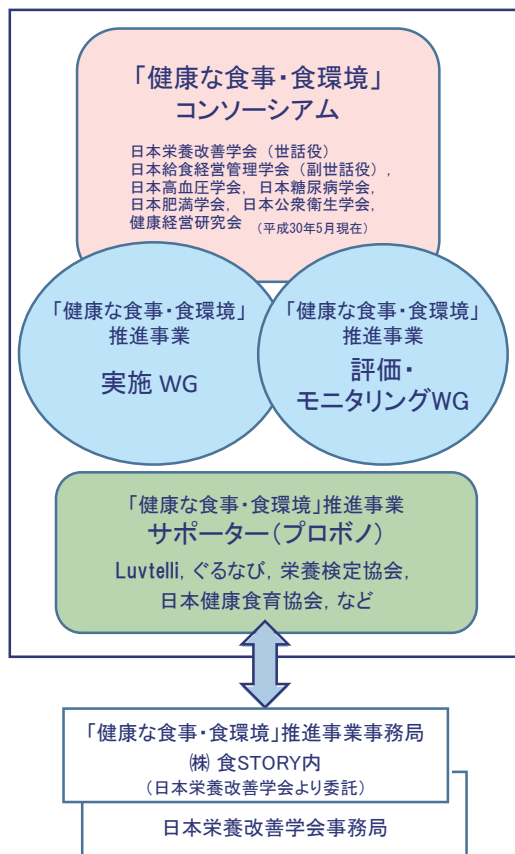 「健康な食事・食環境」
コンソーシアム
日本栄養改善学会（世話役）
日本給食経営管理学会（副世話役）,
日本高血圧学会, 日本糖尿病学会,
日本肥満学会, 日本公衆衛生学会,
健康経営研究会 （平成30年5月現在）
「健康な食事・食環境」
推進事業
実施 WG
「健康な食事・食環境」
推進事業
評価・
モニタリングWG
「健康な食事・食環境」推進事業
サポーター（プロボノ）
Luvtelli, ぐるなび, 栄養検定協会,
日本健康食育協会, など
「健康な食事・食環境」推進事業事務局
㈱ 食STORY内
（日本栄養改善学会より委託）
日本栄養改善学会事務局